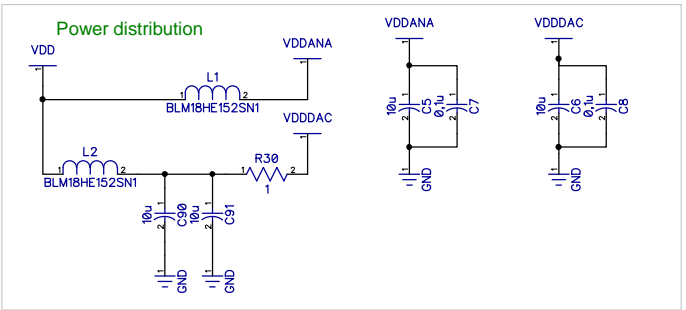 Power distribution
VDD
VDDANA
L1
1 2
BLM18HE152SN1
VDDDAC
L2
1 2
BLM18HE152SN1
R30
1 2
1
10u
1
2
C90
GND
1
10u
1
2
C91
GND
1
VDDANA
1
10u
1
2
C5
0,1u
1
2
C7
1
GND
VDDDAC
1
10u
1
2
C6
0,1u
1
2
C8
1
GND
1
1
1